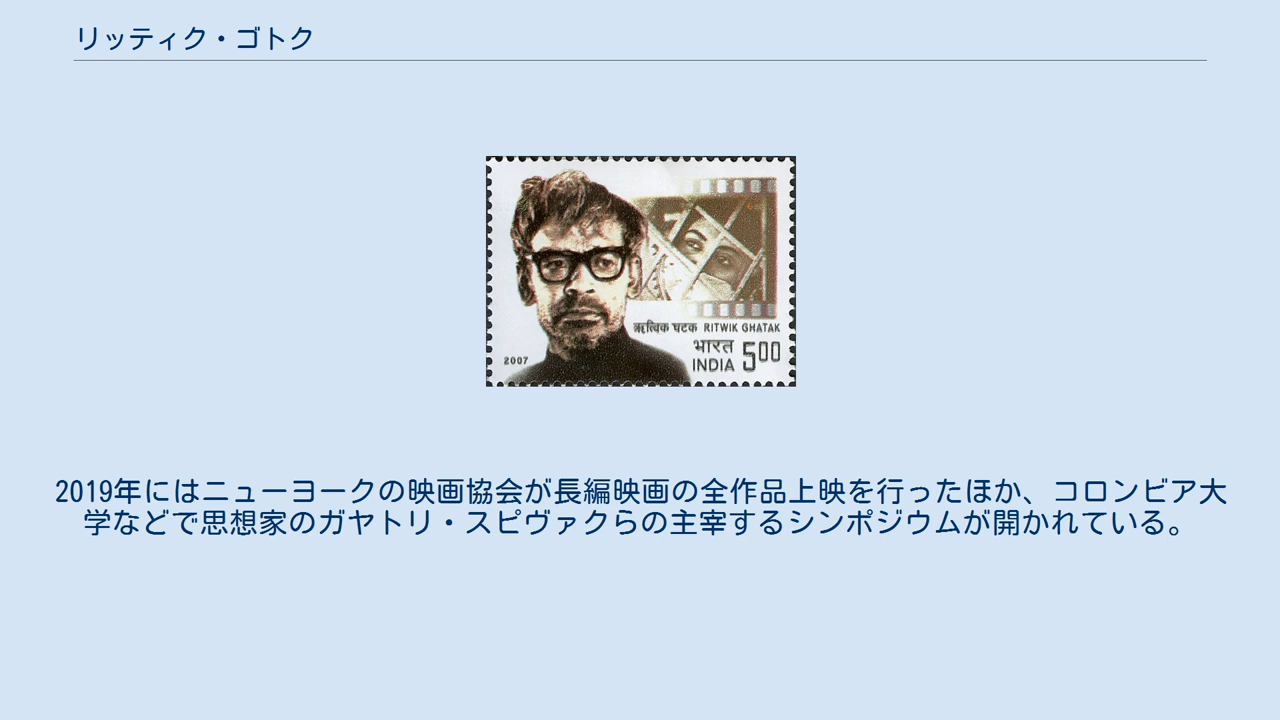 リッティク・ゴトク
ऋत्विक घटक RITWIK GHATAK
भारत
INDIA 500
2007
2019年にはニューヨークの映画協会が長編映画の全作品上映を行ったほか、コロンビア大
学などで思想家のガヤトリ・スピヴァクらの主宰するシンポジウムが開かれている。